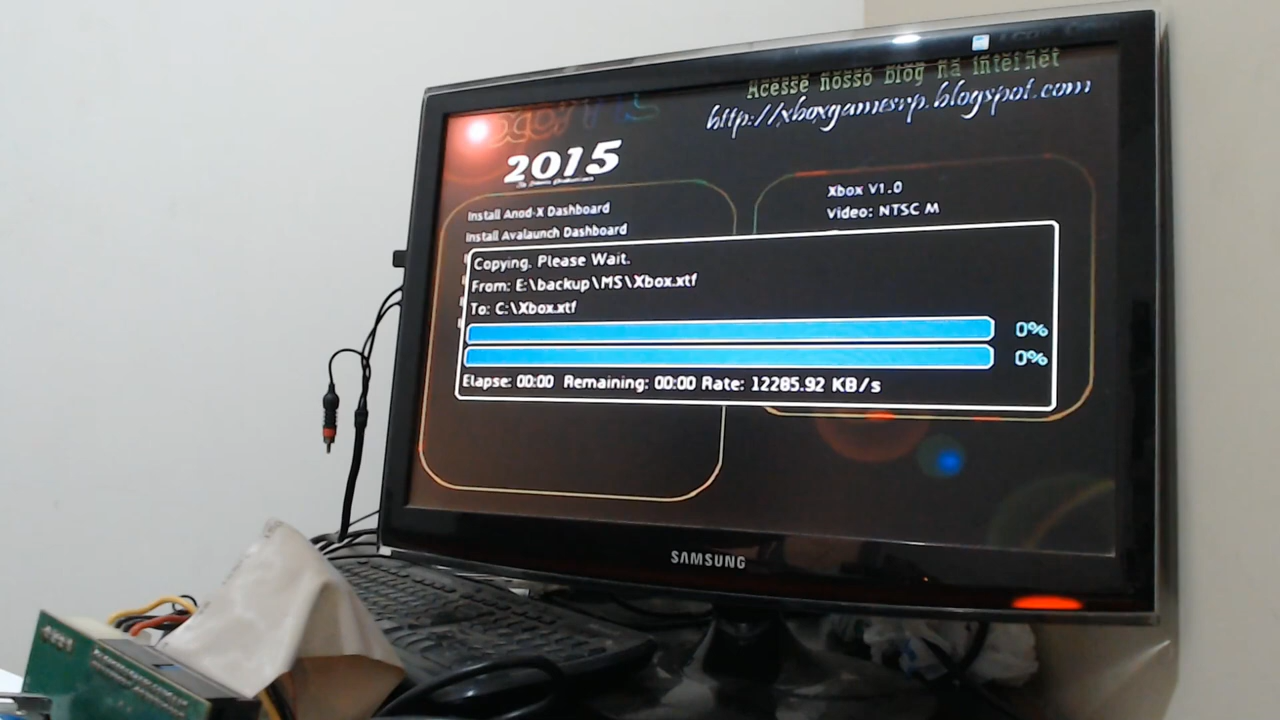 Acesse nosso blog na internet
http://xboxgamesrp.blogspot.com
2015
Install Anod-X Dashboard
Install Avalaunch Dashboard
Xbox V1.0
Video: NTSC M
Copying, Please Wait.
From: E:\backup\MS\Xbox.xtf
To: C:\Xbox.xtf
0%
0%
Elapse: 00:00 Remaining: 00:00 Rate: 12285.92 KB/s
SAMSUNG